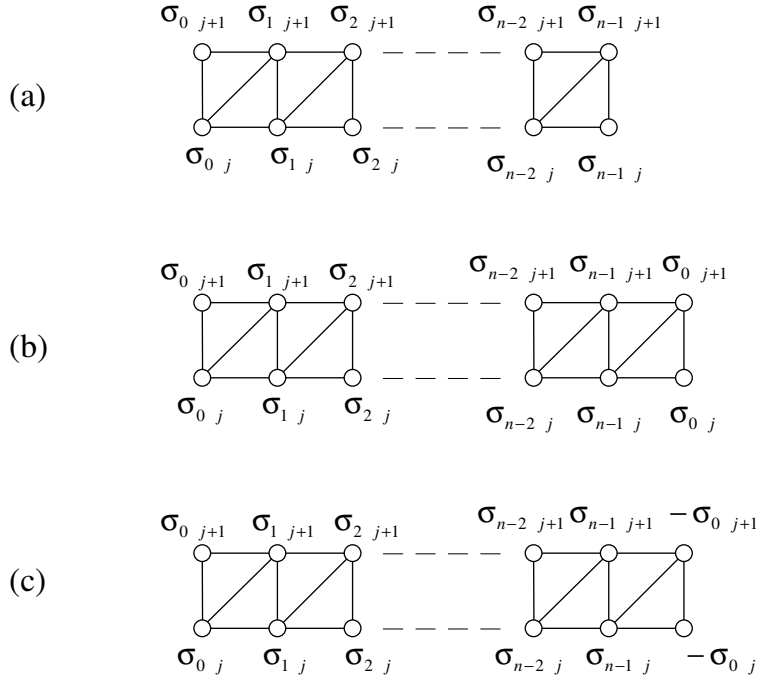 σ0 j+1 σ1 j+1 σ2 j+1 σn−2 j+1 σn−1 j+1
(a)
σ0 j σ1 j σ2 j σn−2 j σn−1 j
σ0 j+1 σ1 j+1 σ2 j+1 σn−2 j+1 σn−1 j+1 σ0 j+1
(b)
σ0 j σ1 j σ2 j σn−2 j σn−1 j σ0 j
σ0 j+1 σ1 j+1 σ2 j+1 σn−2 j+1 σn−1 j+1 −σ0 j+1
(c)
σ0 j σ1 j σ2 j σn−2 j σn−1 j −σ0 j